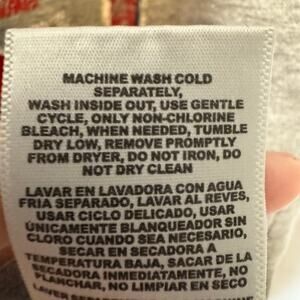 MACHINE WASH COLD
SEPARATELY,
WASH INSIDE OUT, USE GENTLE
CYCLE, ONLY NON-CHLORINE
BLEACH, WHEN NEEDED, TUMBLE
DRY LOW, REMOVE PROMPTLY
FROM DRYER, DO NOT IRON, DO
NOT DRY CLEAN
LAVAR EN LAVADORA CON AGUA
FRIA SEPARADO, LAVAR AL REVES,
USAR CICLO DELICADO, USAR
ÚNICAMENTE BLANQUEADOR SIN
CLORO CUANDO SEA NECESARIO,
SECAR EN SECADORA A
TEMPERATURA BAJA, SACAR DE LA
SECADORA INMEDIATAMENTE, NO
PLANCHAR, NO LIMPIAR EN SECO